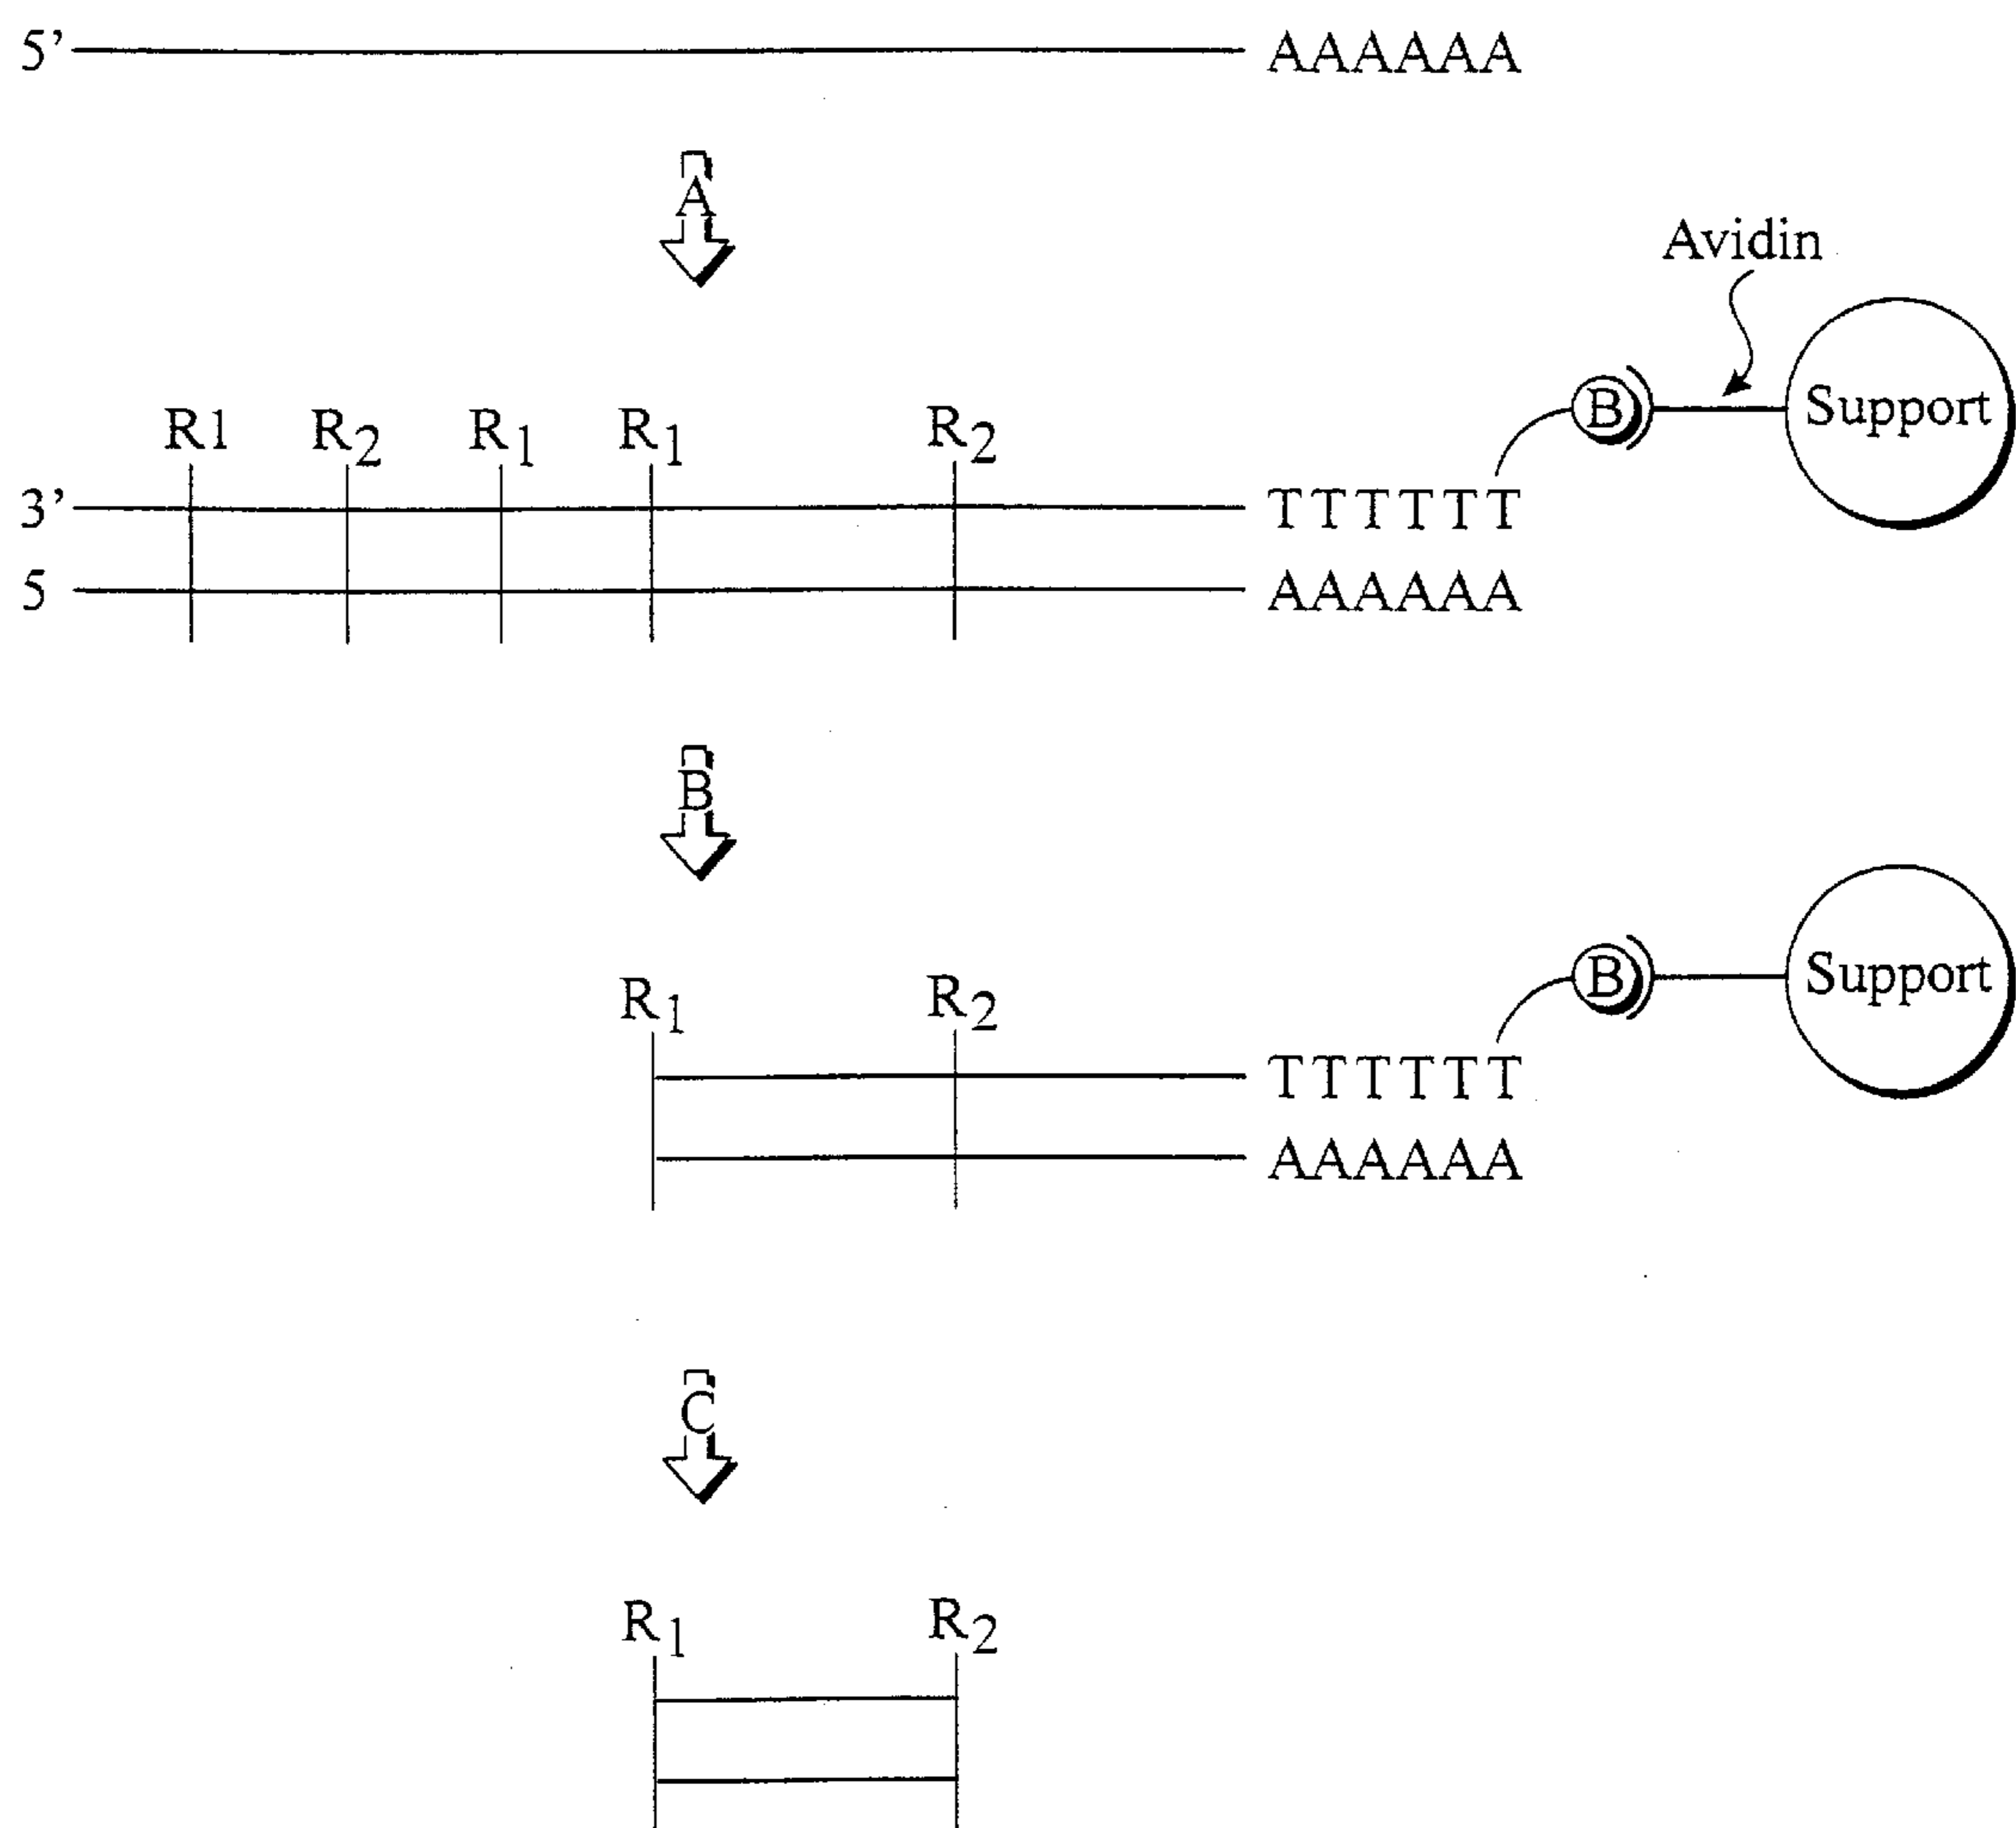 5’ AAAAAA
A
Avidin
R1 R2 R1 R1 R2
B Support
3’ TTTTTT
5 AAAAAA
B
R1 R2
B Support
TTTTTT
AAAAAA
C
R1 R2